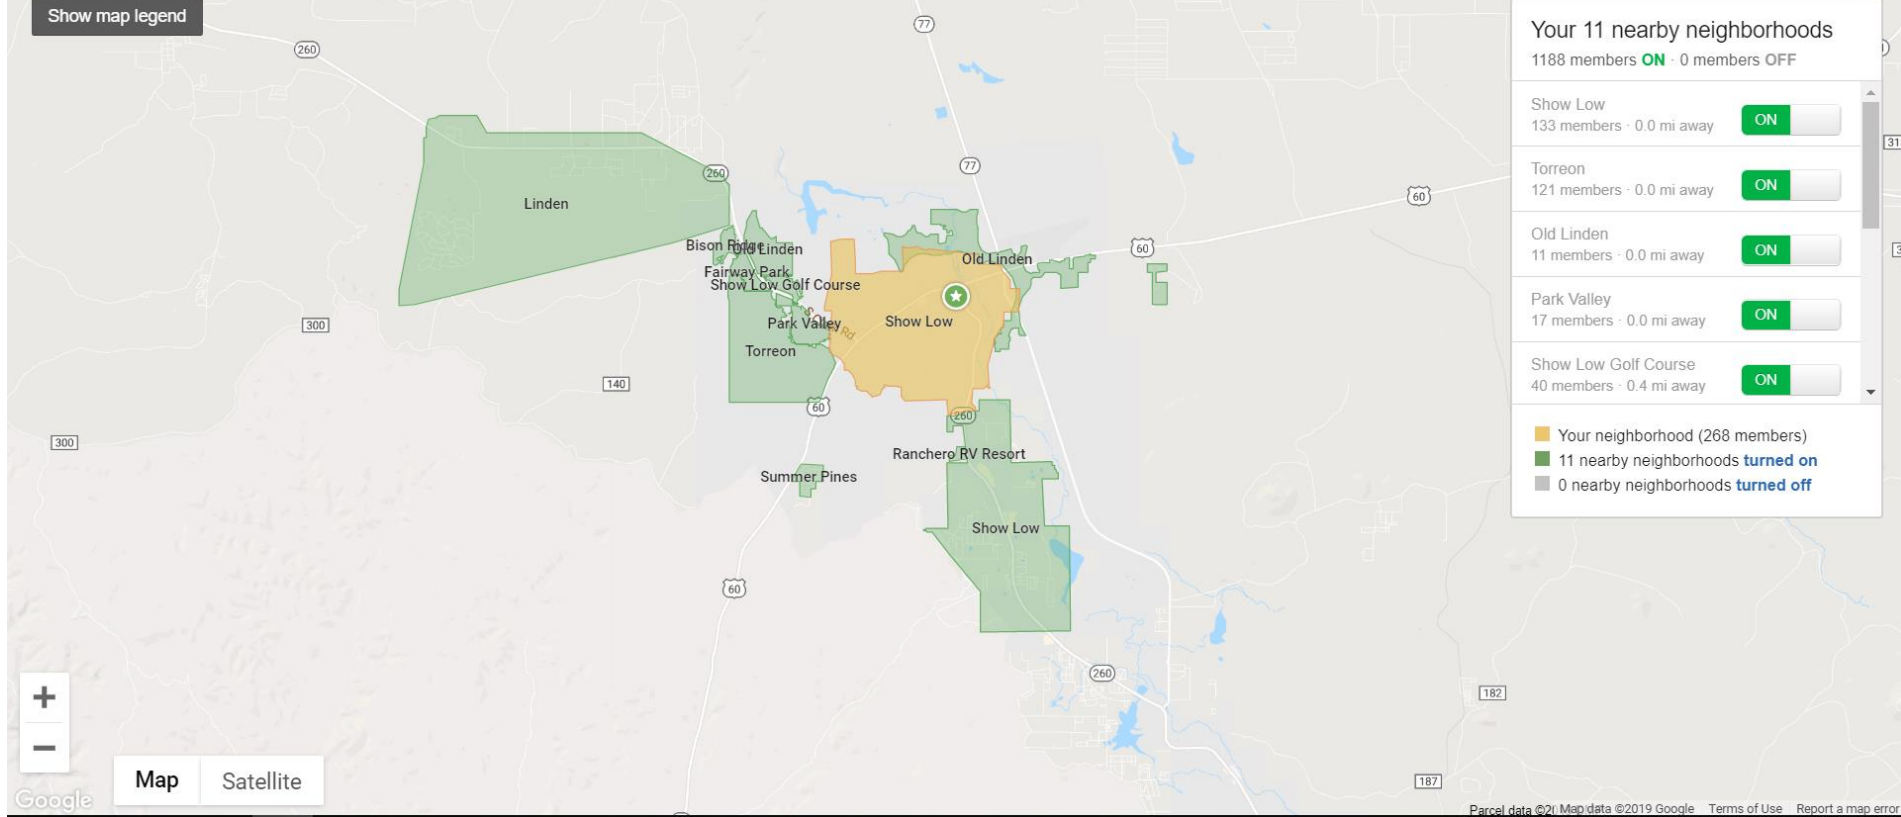 Show map legend
77
260
Linden
260
77
60
Bison Ridge
Old Linden
60
Old Linden
Fairway Park
Show Low Golf Course
300
Park Valley
Show Low
Torreon
140
60
260
300
Ranchero RV Resort
Summer Pines
Show Low
60
260
182
187
Your 11 nearby neighborhoods
1188 members ON · 0 members OFF
Show Low
133 members · 0.0 mi away
ON
Torreon
121 members · 0.0 mi away
ON
Old Linden
11 members · 0.0 mi away
ON
Park Valley
17 members · 0.0 mi away
ON
Show Low Golf Course
40 members · 0.4 mi away
ON
Your neighborhood (268 members)
11 nearby neighborhoods turned on
0 nearby neighborhoods turned off
+
−
Map Satellite
Google
Parcel data Map data ©2019 Google Terms of Use Report a map error